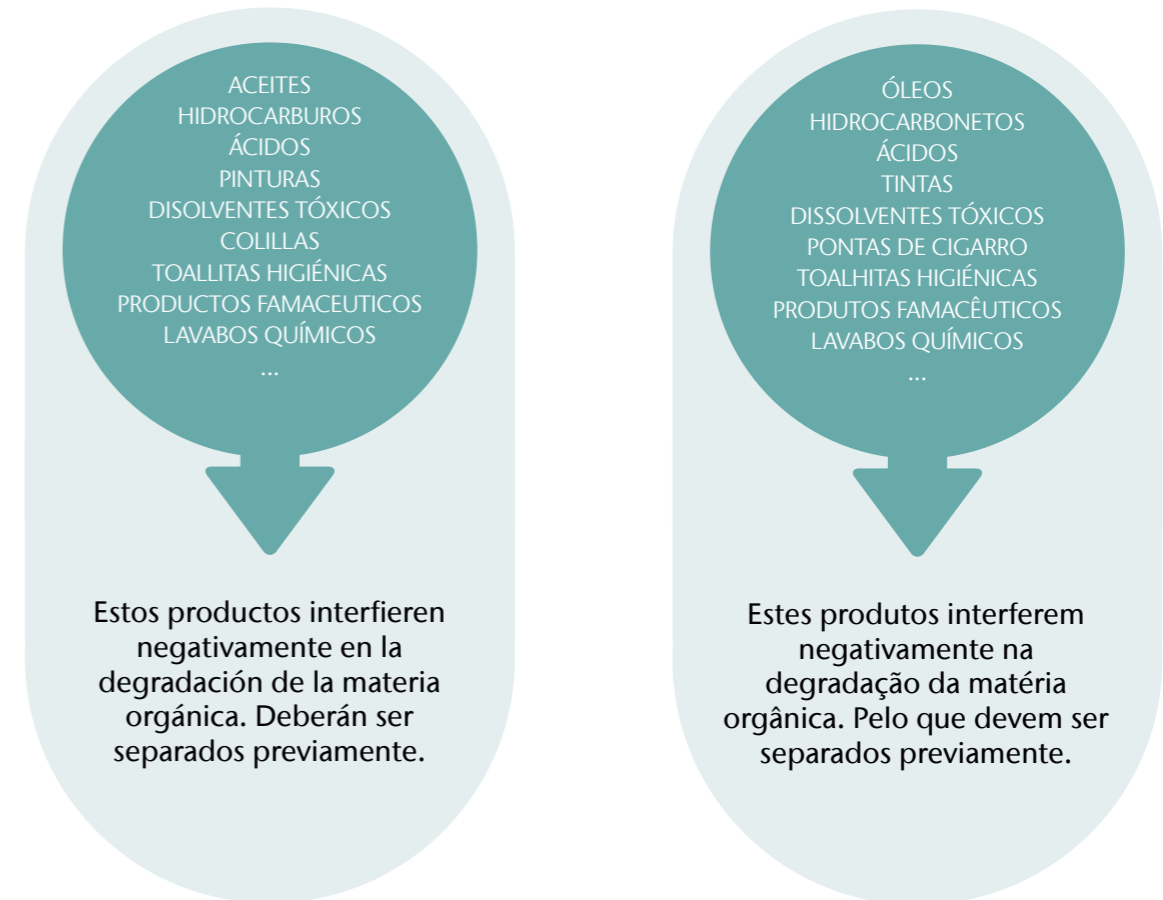 ACEITES
HIDROCARBUROS
ÁCIDOS
PINTURAS
DISOLVENTES TÓXICOS
COLILLAS
TOALLITAS HIGIÉNICAS
PRODUCTOS FAMACEUTICOS
LAVABOS QUÍMICOS
...
Estos productos interfieren
negativamente en la
degradación de la materia
orgánica. Deberán ser
separados previamente.
ÓLEOS
HIDROCARBONETOS
ÁCIDOS
TINTAS
DISSOLVENTES TÓXICOS
PONTAS DE CIGARRO
TOALHITAS HIGIÉNICAS
PRODUTOS FAMACÊUTICOS
LAVABOS QUÍMICOS
...
Estes produtos interferem
negativamente na
degradação da matéria
orgânica. Pelo que devem ser
separados previamente.